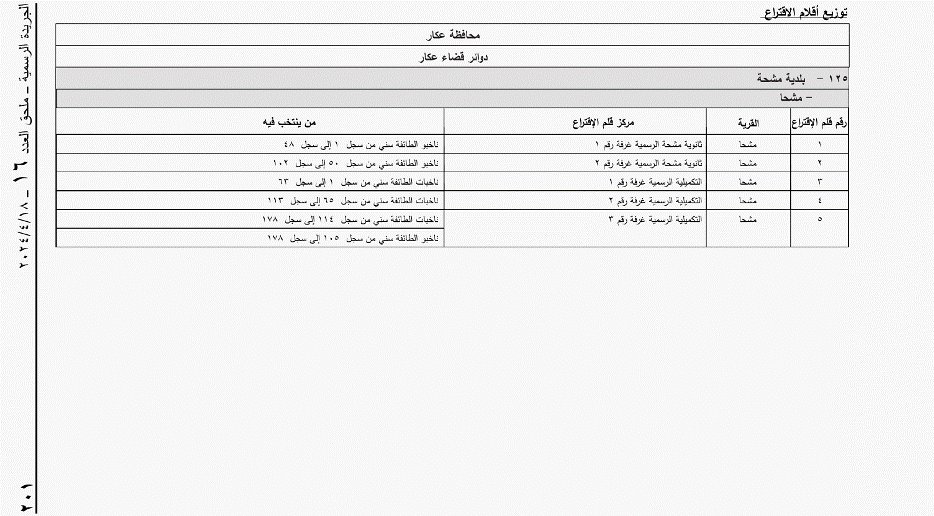 توزيع أقلام الاقتراع
محافظة عكار
دوائر قضاء عكار
١٢٥ - بلدية مشحة
- مشحا
رقم قلم الإقتراع القرية مركز قلم الإقتراع من ينتخب فيه
١ مشحا ثانوية مشحة الرسمية غرفة رقم ١ ناخبو الطائفة سني من سجل ١ إلى سجل ٤٨
٢ مشحا ثانوية مشحة الرسمية غرفة رقم ٢ ناخبو الطائفة سني من سجل ٥٠ إلى سجل ١٠٢
٣ مشحا التكميلية الرسمية غرفة رقم ١ ناخبات الطائفة سني من سجل ١ إلى سجل ٦٣
٤ مشحا التكميلية الرسمية غرفة رقم ٢ ناخبات الطائفة سني من سجل ٦٥ إلى سجل ١١٣
٥ مشحا التكميلية الرسمية غرفة رقم ٣ ناخبات الطائفة سني من سجل ١١٤ إلى سجل ١٧٨
ناخبو الطائفة سني من سجل ١٠٥ إلى سجل ١٧٨
الجريدة الرسمية – ملحق العدد ١٦ – ٢٠٢٤/٤/١٨
٢٠١